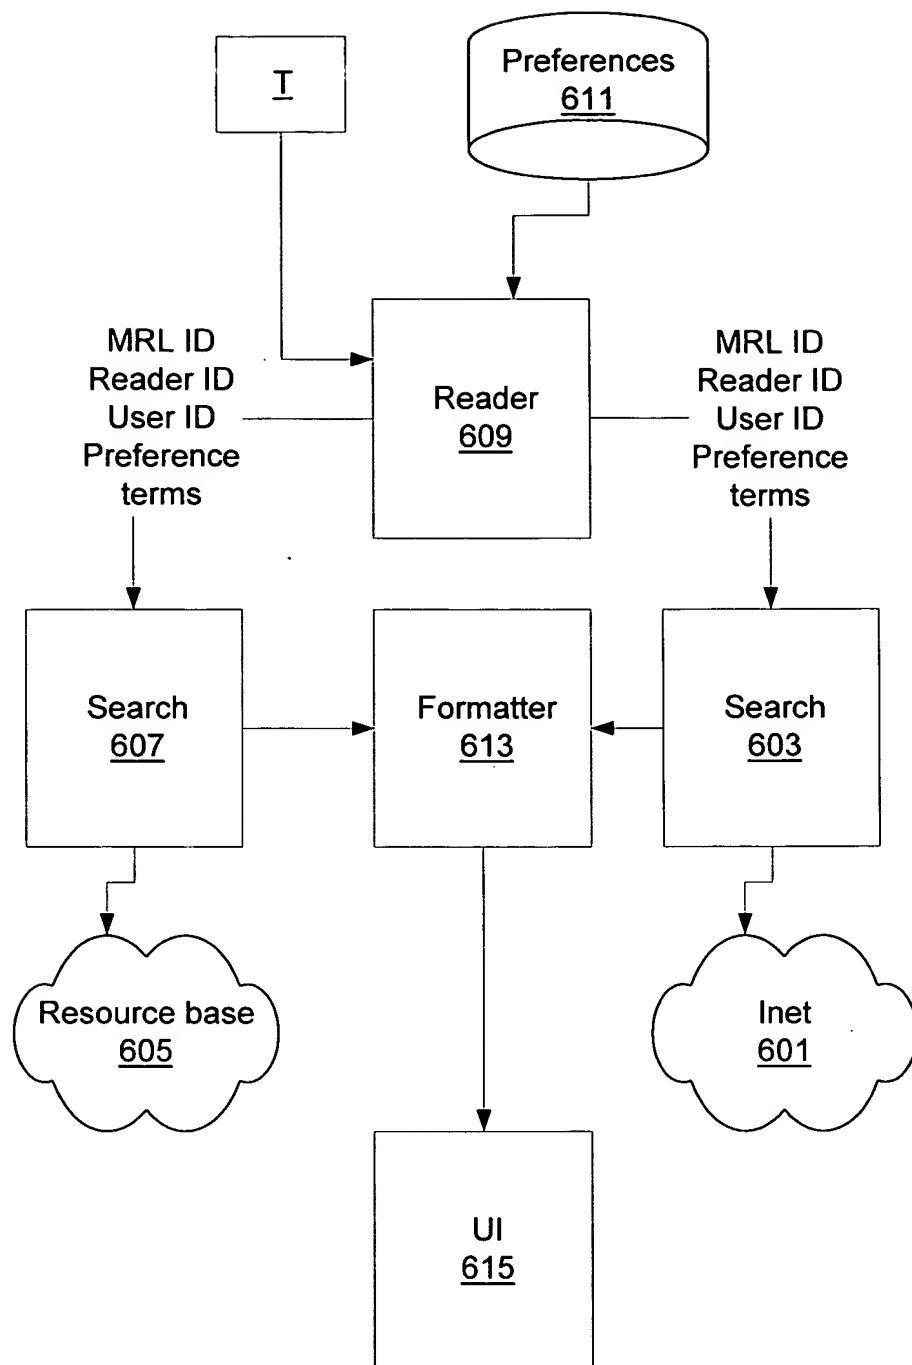 T
Preferences
611
MRL ID
Reader ID
User ID
Preference
terms
Reader
609
MRL ID
Reader ID
User ID
Preference
terms
Search
607
Formatter
613
Search
603
Resource base
605
Inet
601
UI
615